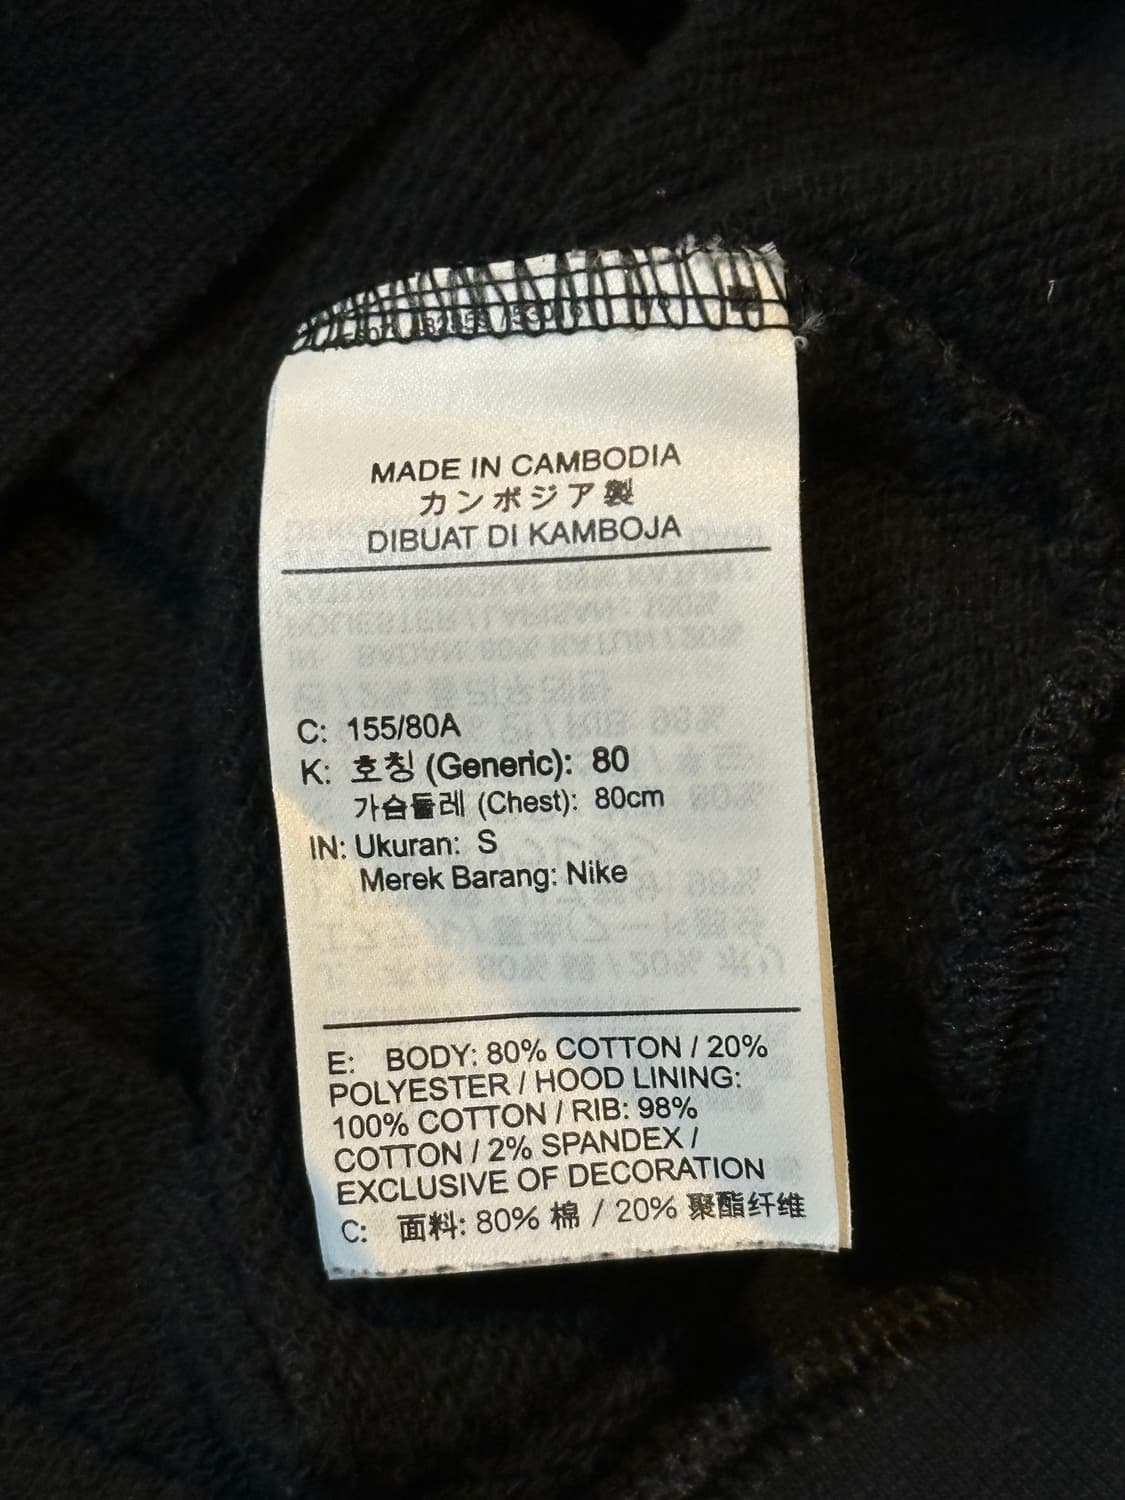 MADE IN CAMBODIA
カンボジア製
DIBUAT DI KAMBOJA
C: 155/80A
K: 호칭 (Generic): 80
가슴둘레 (Chest): 80cm
IN: Ukuran: S
Merek Barang: Nike
E: BODY: 80% COTTON / 20%
POLYESTER / HOOD LINING:
100% COTTON / RIB: 98%
COTTON / 2% SPANDEX /
EXCLUSIVE OF DECORATION
C: 面料: 80% 棉 / 20% 聚酯纤维